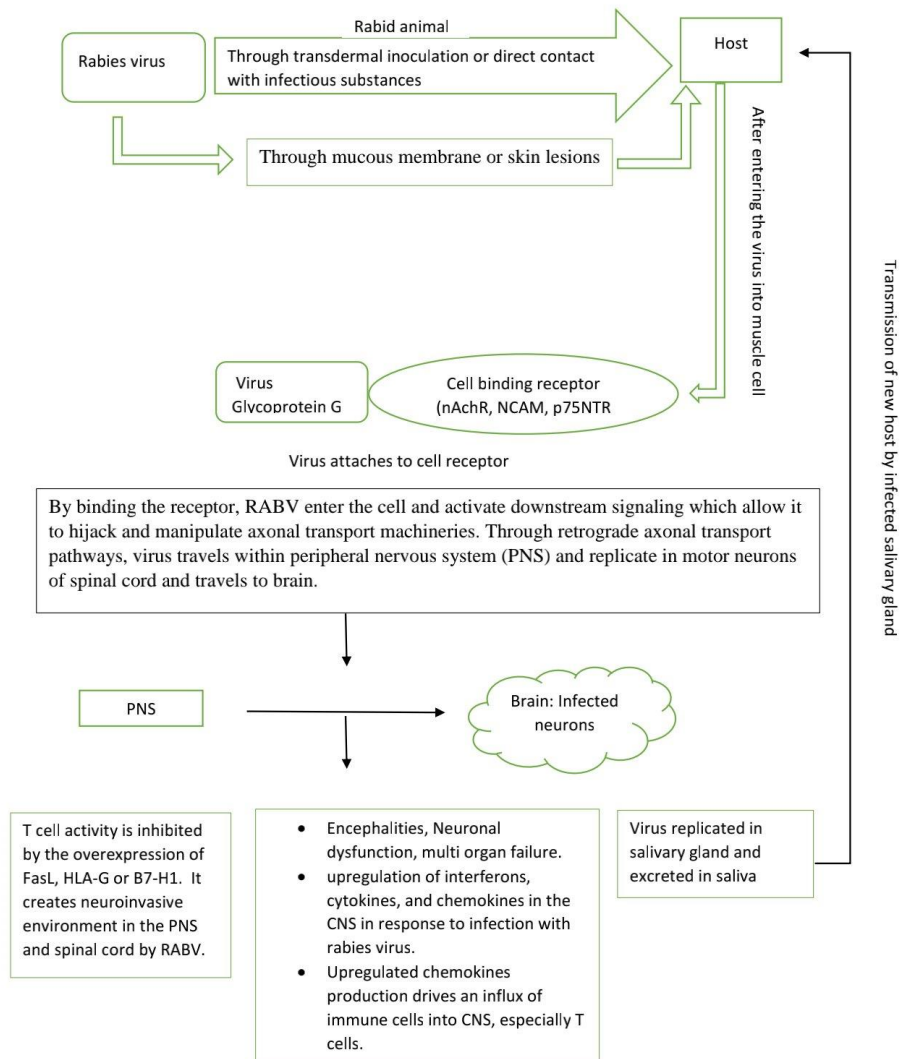 Rabid animal
Rabies virus
Through transdermal inoculation or direct contact
with infectious substances
Host
Through mucous membrane or skin lesions
After entering the virus into muscle cell
Transmission of new host by infected salivary gland
Virus
Glycoprotein G
Cell binding receptor
(nAchR, NCAM, p75NTR
Virus attaches to cell receptor
By binding the receptor, RABV enter the cell and activate downstream signaling which allow it
to hijack and manipulate axonal transport machineries. Through retrograde axonal transport
pathways, virus travels within peripheral nervous system (PNS) and replicate in motor neurons
of spinal cord and travels to brain.
PNS
Brain: Infected
neurons
T cell activity is inhibited
by the overexpression of
FasL, HLA-G or B7-H1. It
creates neuroinvasive
environment in the PNS
and spinal cord by RABV.
• Encephalities, Neuronal
dysfunction, multi organ failure.
• upregulation of interferons,
cytokines, and chemokines in the
CNS in response to infection with
rabies virus.
• Upregulated chemokines
production drives an influx of
immune cells into CNS, especially T
cells.
Virus replicated in
salivary gland and
excreted in saliva